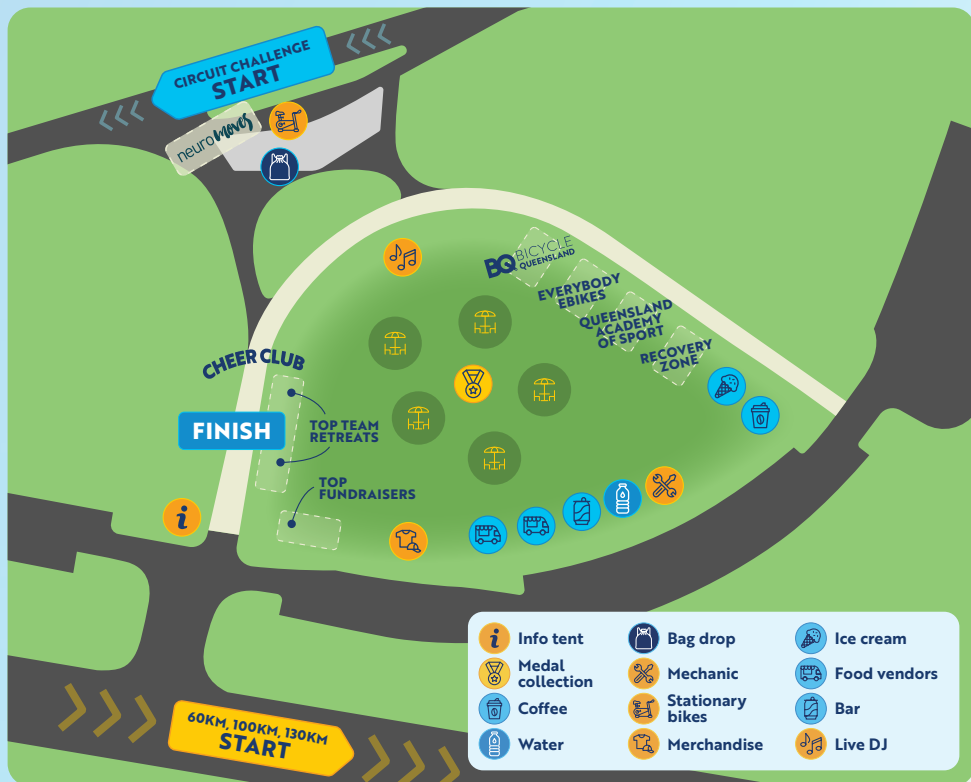 CIRCUIT CHALLENGE
START
neuro moves
BQ BICYCLE
QUEENSLAND
EVERYBODY
EBIKES
QUEENSLAND
ACADEMY
OF SPORT
RECOVERY
ZONE
CHEER CLUB
FINISH
TOP TEAM
RETREATS
TOP
FUNDRAISERS
i
60KM, 100KM, 130KM
START
i Info tent
Medal
collection
Coffee
Water
Bag drop
Mechanic
Stationary
bikes
Merchandise
Ice cream
Food vendors
Bar
Live DJ